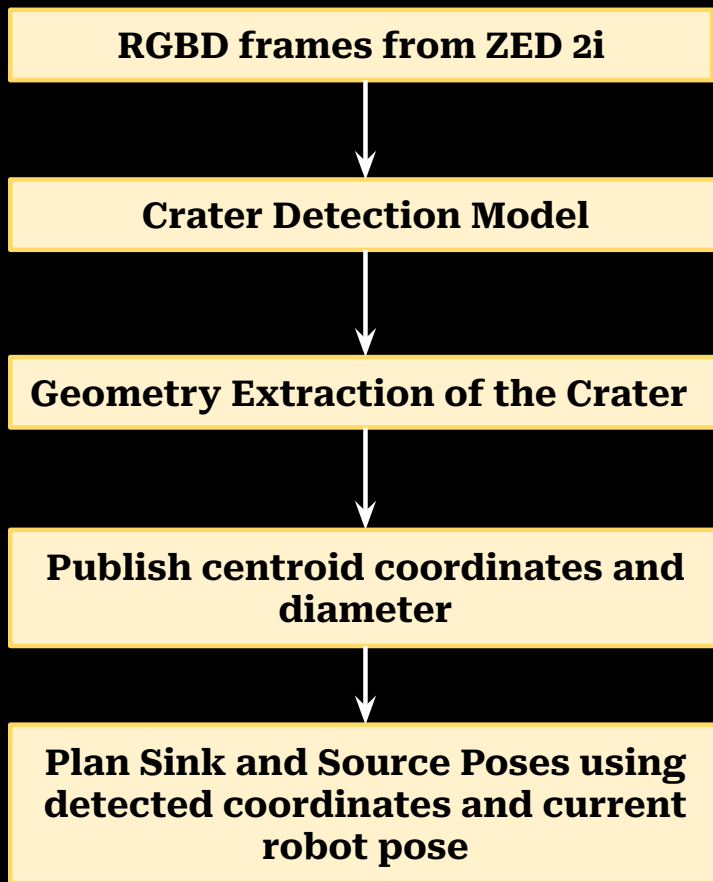 RGBD frames from ZED 2i
Crater Detection Model
Geometry Extraction of the Crater
Publish centroid coordinates and
diameter
Plan Sink and Source Poses using
detected coordinates and current
robot pose